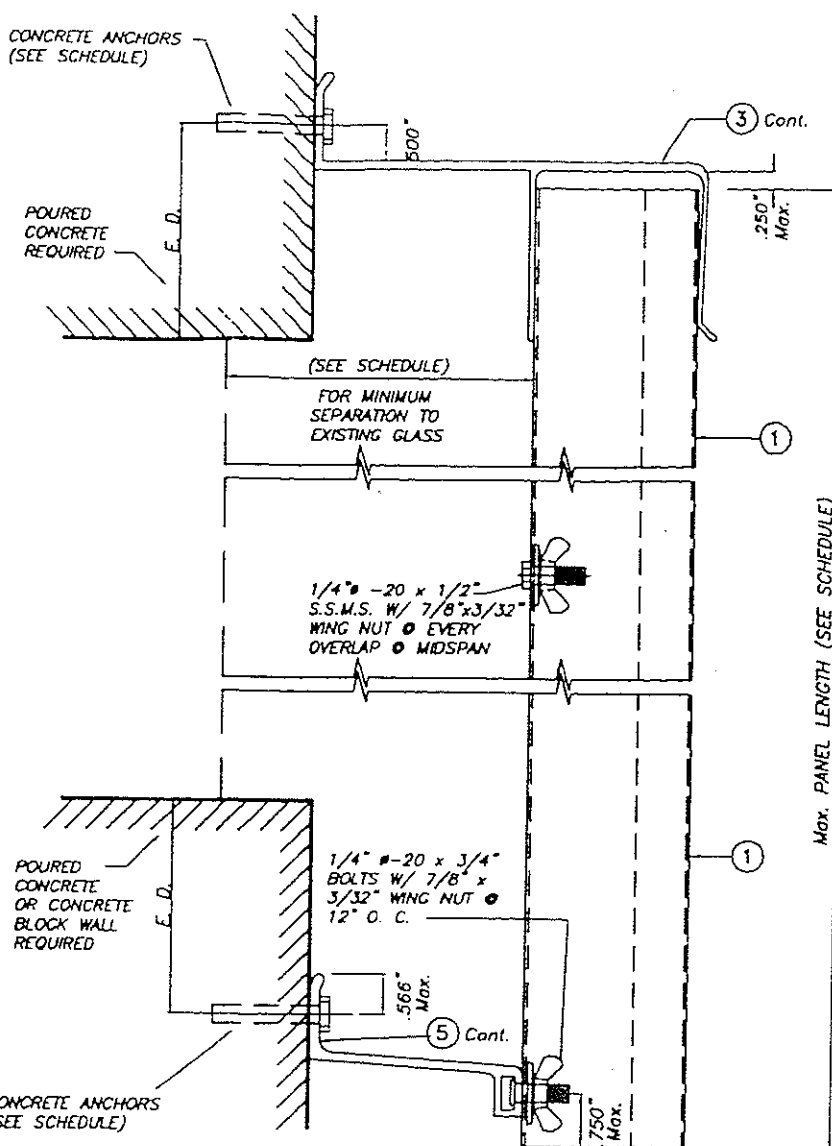 CONCRETE ANCHORS
(SEE SCHEDULE)
3 Cont.
.500"
.250"
Max.
POURED
CONCRETE
REQUIRED
E. D.
(SEE SCHEDULE)
FOR MINIMUM
SEPARATION TO
EXISTING GLASS
1
1/4"ø -20 x 1/2"
S.S.M.S. W/ 7/8"x3/32"
WING NUT @ EVERY
OVERLAP @ MIDSPAN
Max. PANEL LENGTH (SEE SCHEDULE)
POURED
CONCRETE
OR CONCRETE
BLOCK WALL
REQUIRED
E. D.
1/4" ø-20 x 3/4"
BOLTS W/ 7/8" x
3/32" WING NUT @
12" O. C.
1
.566"
Max.
5 Cont.
CONCRETE ANCHORS
(SEE SCHEDULE)
.750"
Max.